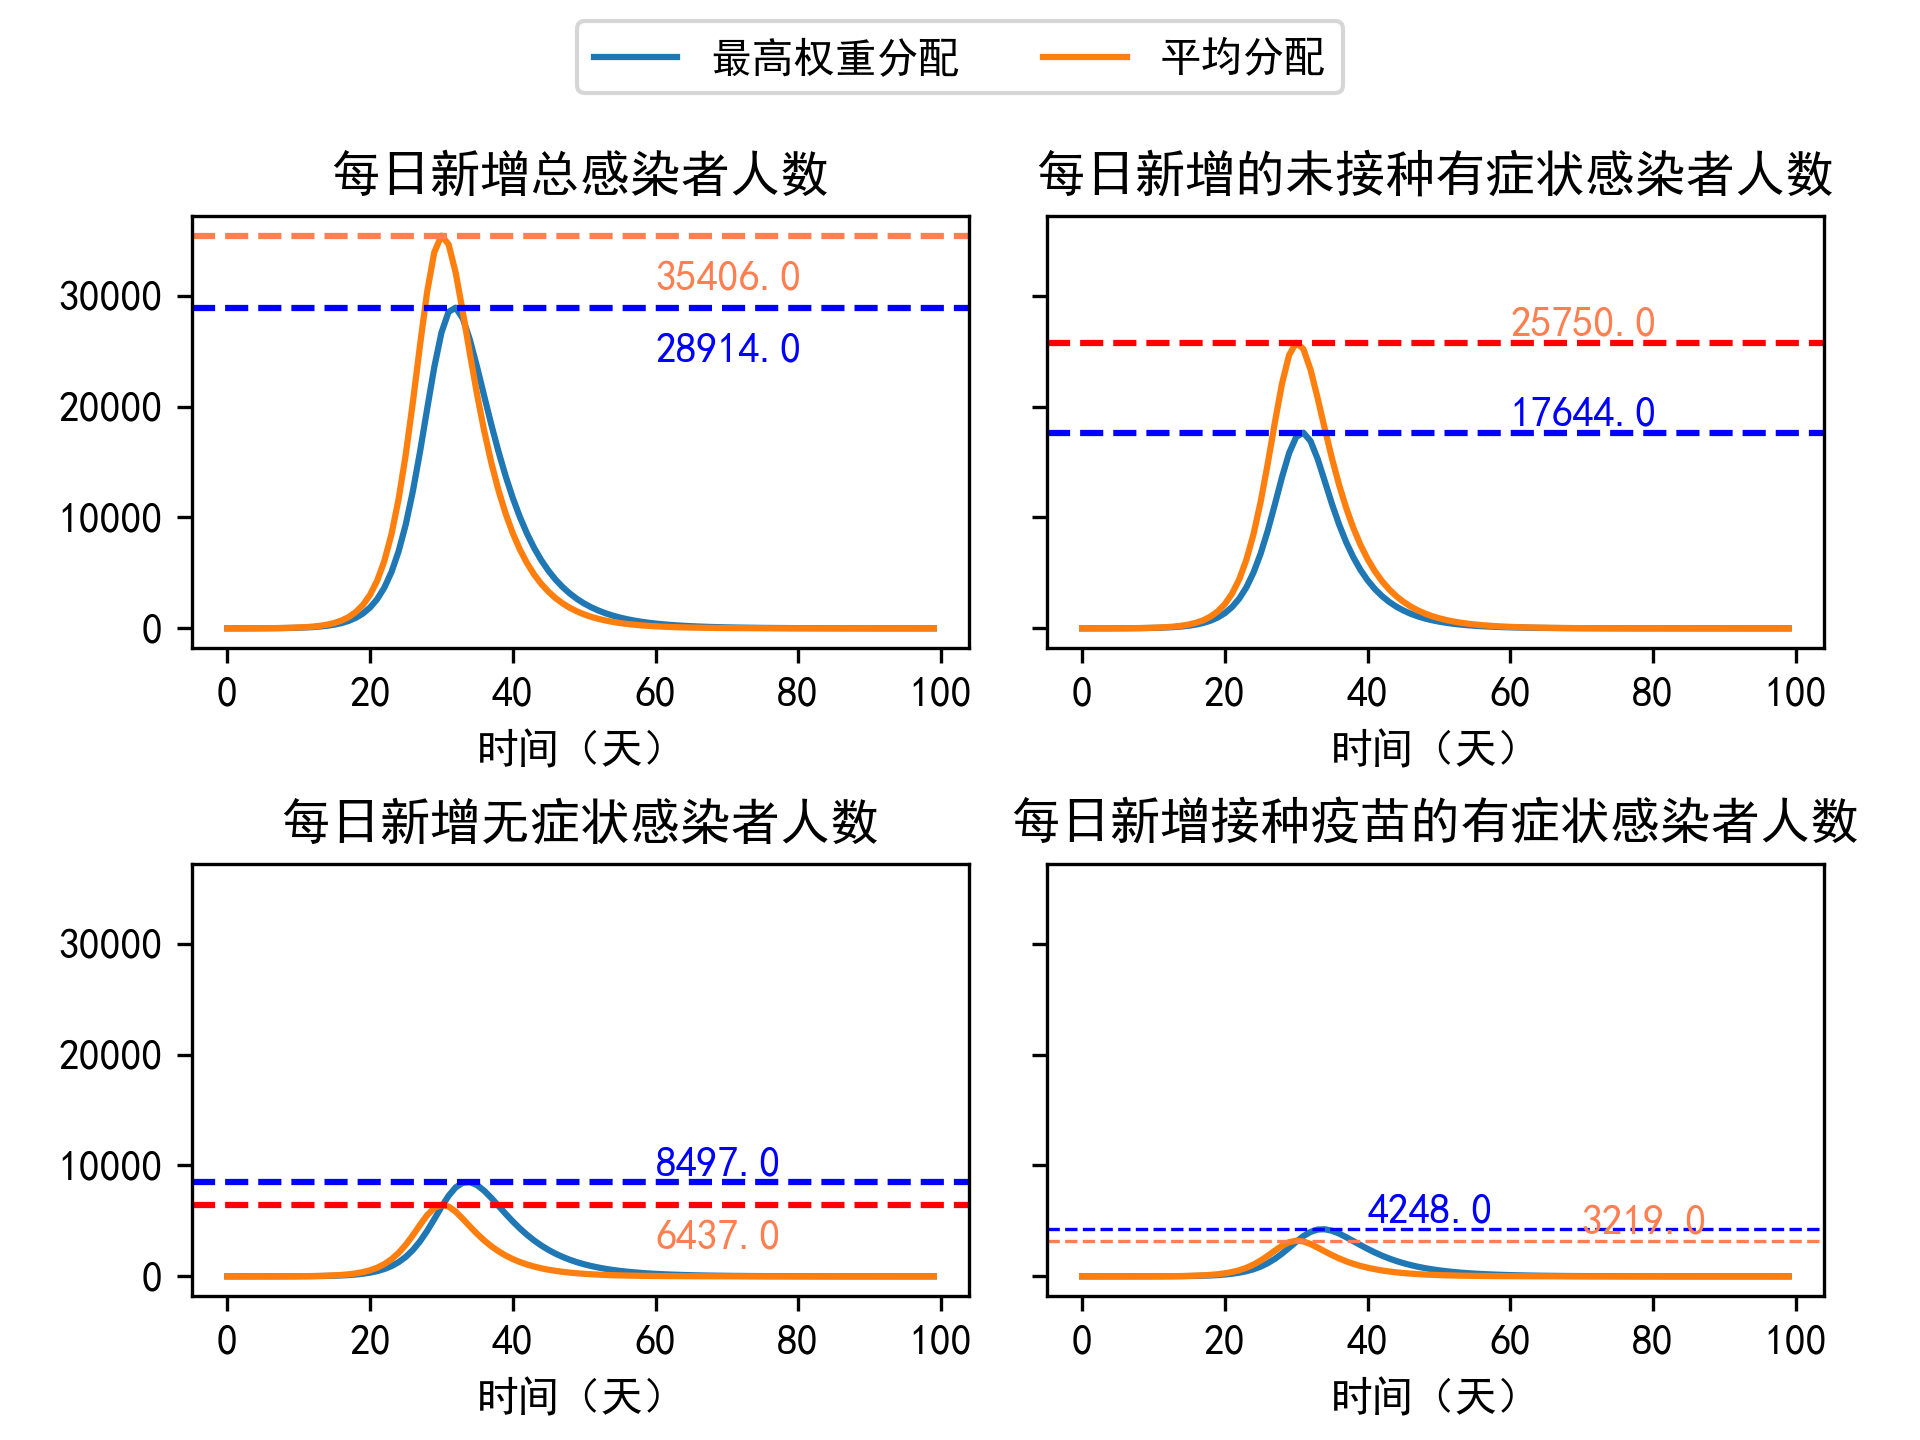 最高权重分配
平均分配
每日新增总感染者人数
30000
20000
10000
0
35406.0
28914.0
0 20 40 60 80 100
时间（天）
每日新增的未接种有症状感染者人数
25750.0
17644.0
0 20 40 60 80 100
时间（天）
每日新增无症状感染者人数
30000
20000
10000
0
8497.0
6437.0
0 20 40 60 80 100
时间（天）
每日新增接种疫苗的有症状感染者人数
4248.0
3219.0
0 20 40 60 80 100
时间（天）